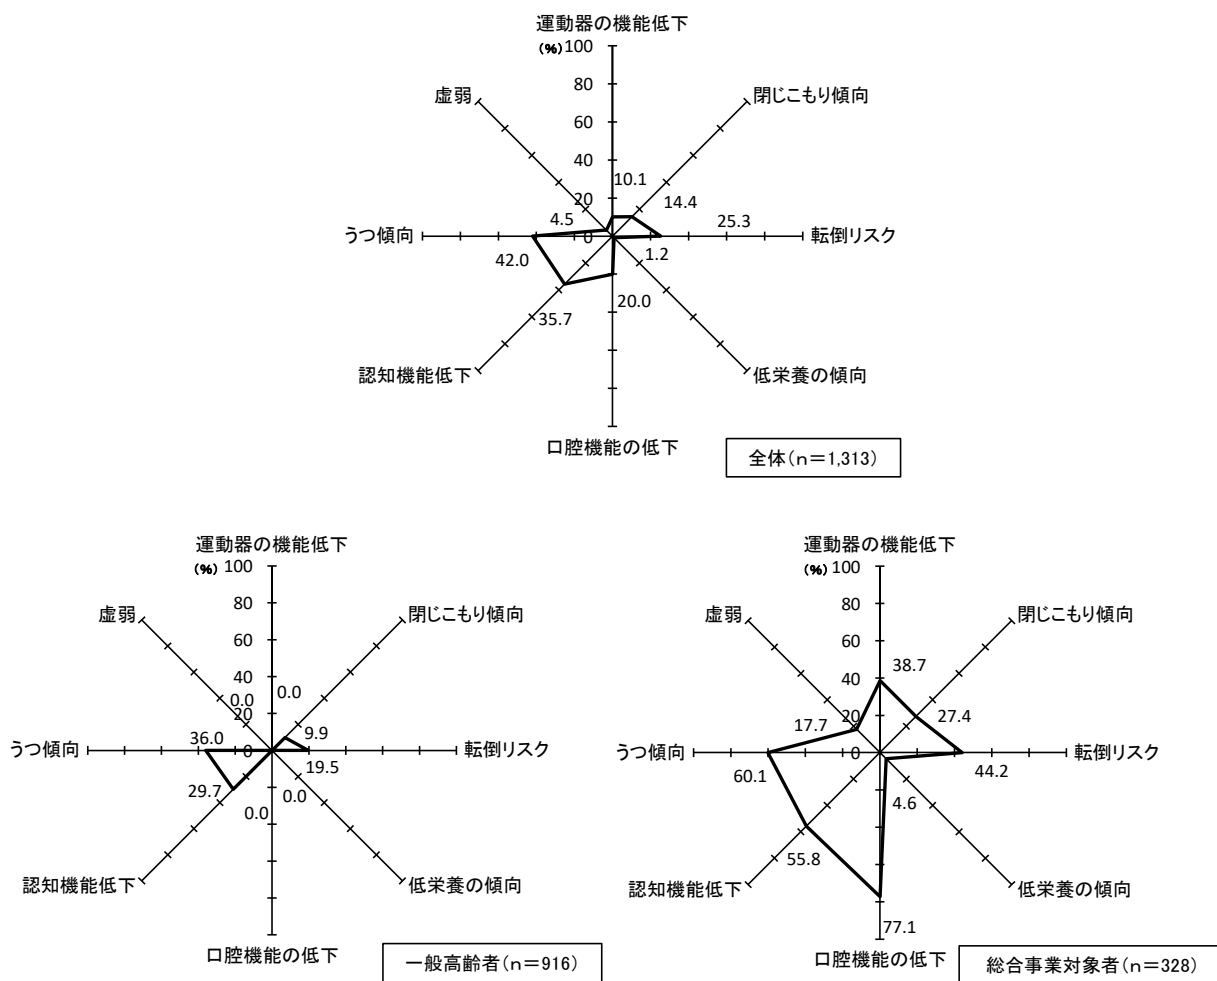 運動器の機能低下
(%)
100
80
60
40
20
0
虚弱
閉じこもり傾向
うつ傾向
転倒リスク
認知機能低下
低栄養の傾向
口腔機能の低下
10.1
14.4
25.3
1.2
20.0
35.7
42.0
4.5
全体(n=1,313)
運動器の機能低下
(%)
100
80
60
40
20
0
虚弱
閉じこもり傾向
うつ傾向
転倒リスク
認知機能低下
低栄養の傾向
口腔機能の低下
0.0
9.9
19.5
0.0
0.0
29.7
36.0
0.0
一般高齢者(n=916)
運動器の機能低下
(%)
100
80
60
40
20
0
虚弱
閉じこもり傾向
うつ傾向
転倒リスク
認知機能低下
低栄養の傾向
口腔機能の低下
38.7
27.4
44.2
4.6
77.1
55.8
60.1
17.7
総合事業対象者(n=328)